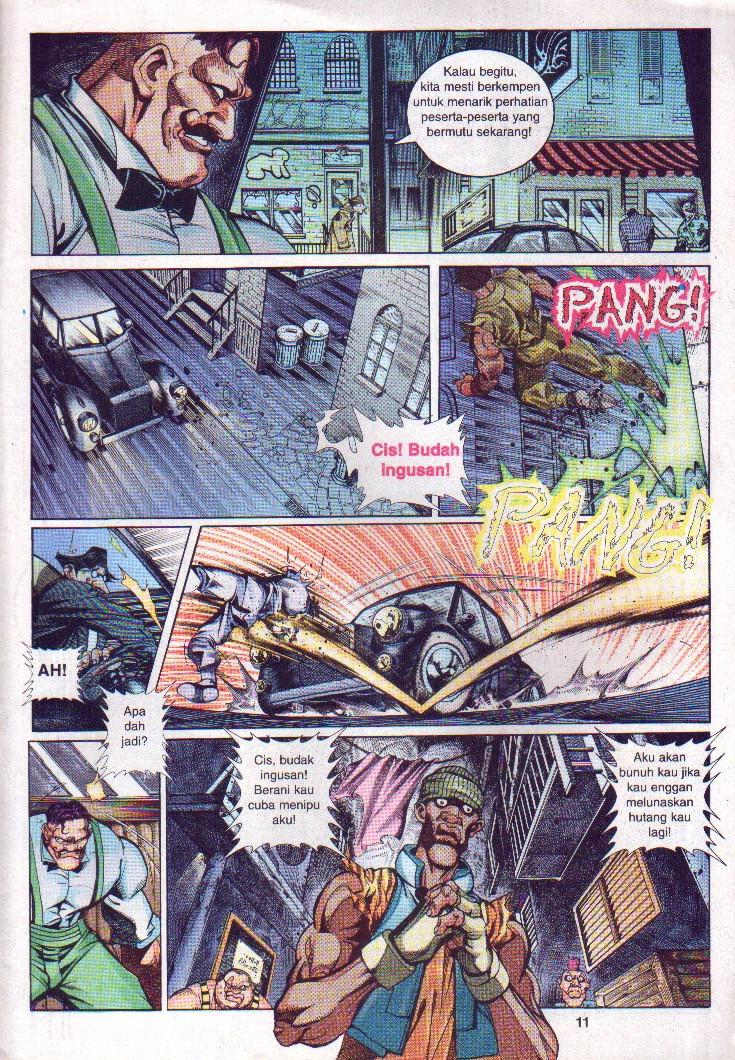 Kalau begitu,
kita mesti berkempen
untuk menarik perhatian
peserta-peserta yang
bermutu sekarang!
PANG!
Cis! Budah
Ingusan!
PANG!
AH!
Apa
dah
jadi?
Cis, budak
ingusan!
Berani kau
cuba menipu
aku!
Aku akan
bunuh kau jika
kau enggan
melunaskan
hutang kau
lagi!
11